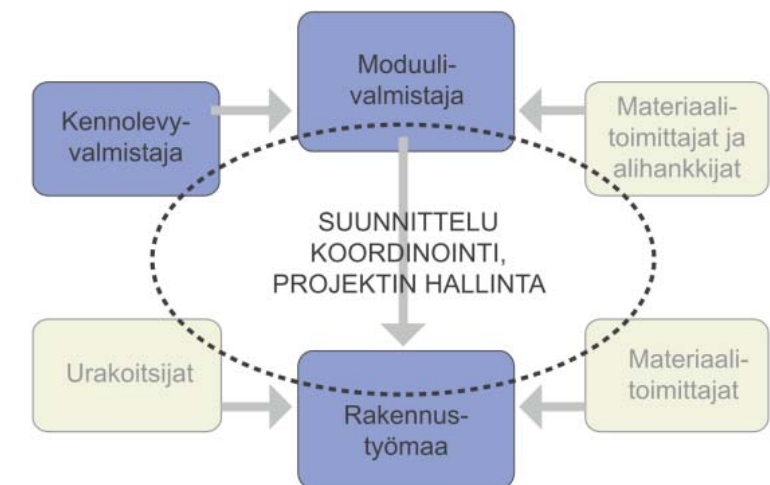 Moduuli-
valmistaja
Kennolevy-
valmistaja
Materiaali-
toimittajat ja
alihankkijat
SUUNNITTELU
KOORDINOINTI,
PROJEKTIN HALLINTA
Urakoitsijat
Materiaali-
toimittajat
Rakennus-
työmaa